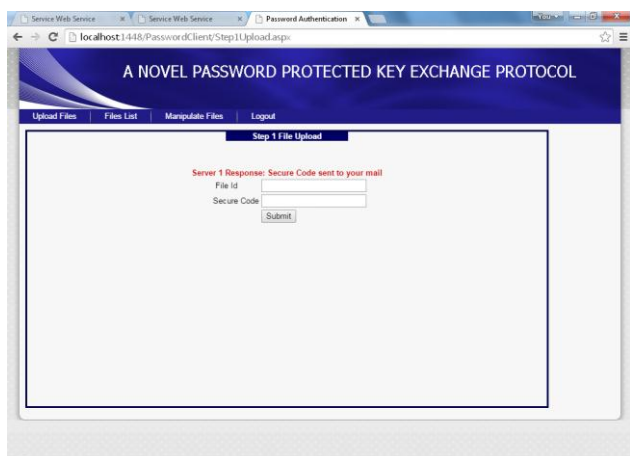 Service Web Service × Service Web Service × Password Authentication ×
localhost:1448/PasswordClient/Step1Upload.aspx
A NOVEL PASSWORD PROTECTED KEY EXCHANGE PROTOCOL
Upload Files Files List Manipulate Files Logout
Step 1 File Upload
Server 1 Response: Secure Code sent to your mail
File Id
Secure Code
Submit